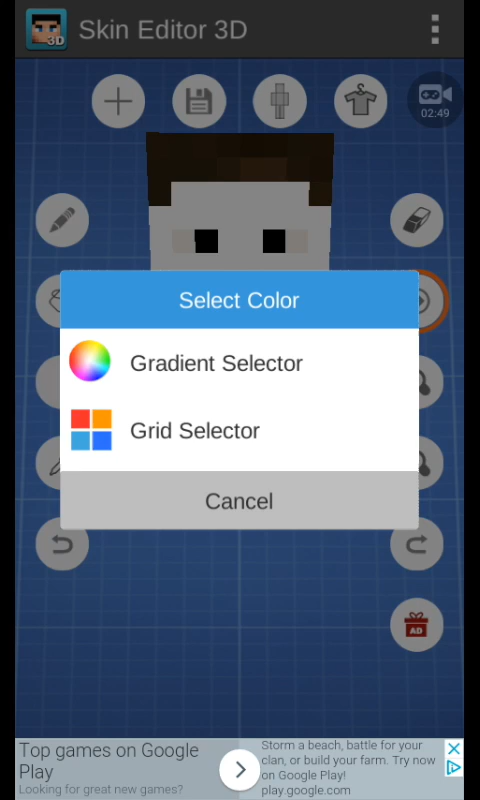 3D
Skin Editor 3D
02:49
Select Color
Gradient Selector
Grid Selector
Cancel
AD
Top games on Google
Play
Looking for great new games?
Storm a beach, battle for your
clan, or build your farm. Try now
on Google Play!
play.google.com